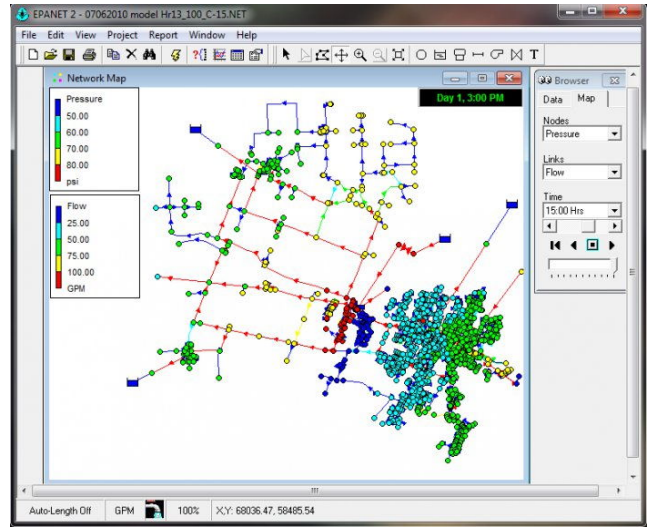 EPANET 2 - 07062010 model Hr13_100_C-15.NET
File Edit View Project Report Window Help
T
Network Map
Day 1, 3:00 PM
Pressure
50.00
60.00
70.00
80.00
psi
Flow
25.00
50.00
75.00
100.00
GPM
Browser
Data Map
Nodes
Pressure
Links
Flow
Time
15:00 Hrs
Auto-Length Off GPM 100% X,Y: 68036.47, 58485.54